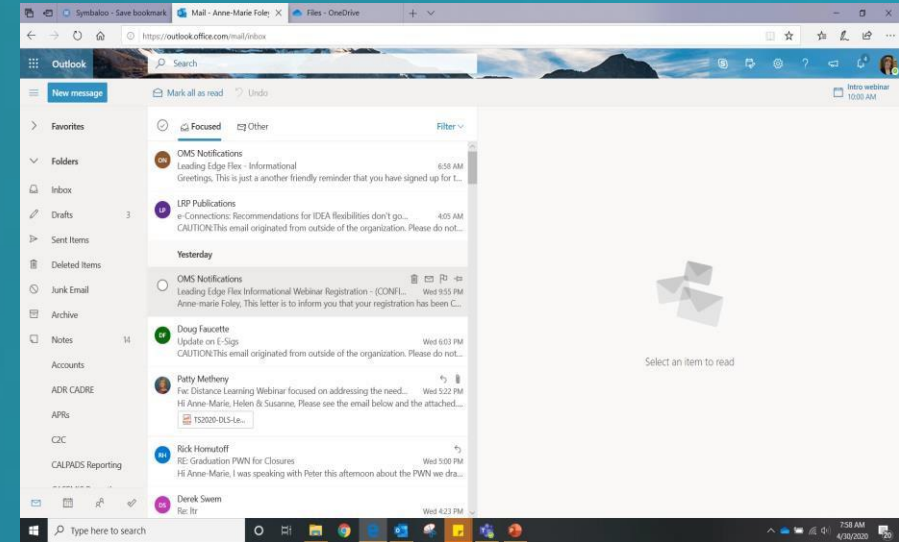 Symbaloo - Save bookmark
Mail - Anne-Marie Foley
Files - OneDrive
https://outlook.office.com/mail/inbox
Outlook
Search
New message
Mark all as read
Undo
Intro webinar
10:00 AM
Favorites
Focused
Other
Filter
Folders
OMS Notifications
Leading Edge Flex - Informational 6:58 AM
Greetings, This is just a another friendly reminder that you have signed up for t...
Inbox
Drafts 3
LRP Publications
e-Connections: Recommendations for IDEA flexibilities don't go... 4:05 AM
CAUTION:This email originated from outside of the organization. Please do not...
Sent Items
Yesterday
Deleted Items
OMS Notifications
Leading Edge Flex Informational Webinar Registration - (CONFI... Wed 9:55 PM
Anne-marie Foley, This letter is to inform you that your registration has been C...
Junk Email
Archive
Notes 14
Doug Faucette
Update on E-Sigs Wed 6:03 PM
CAUTION:This email originated from outside of the organization. Please do not...
Select an item to read
Accounts
ADR CADRE
Patty Metheny
Fw: Distance Learning Webinar focused on addressing the need... Wed 5:22 PM
Hi Anne-Marie, Helen & Susanne, Please see the email below and the attached....
TS2020-DLS-Le...
APRs
C2C
CALPADS Reporting
Rick Homutoff
RE: Graduation PWN for Closures Wed 5:00 PM
Hi Anne-Marie, I was speaking with Peter this afternoon about the PWN we dra...
Derek Swem
Re: ltr Wed 4:23 PM
Type here to search
7:58 AM
4/30/2020
20